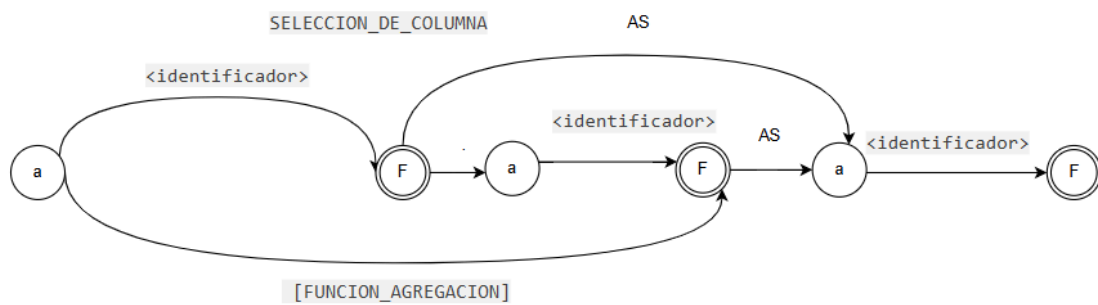 SELECCION_DE_COLUMNA
AS
<identificador>
<identificador>
AS
<identificador>
a
F
.
a
F
a
F
[FUNCION_AGREGACION]